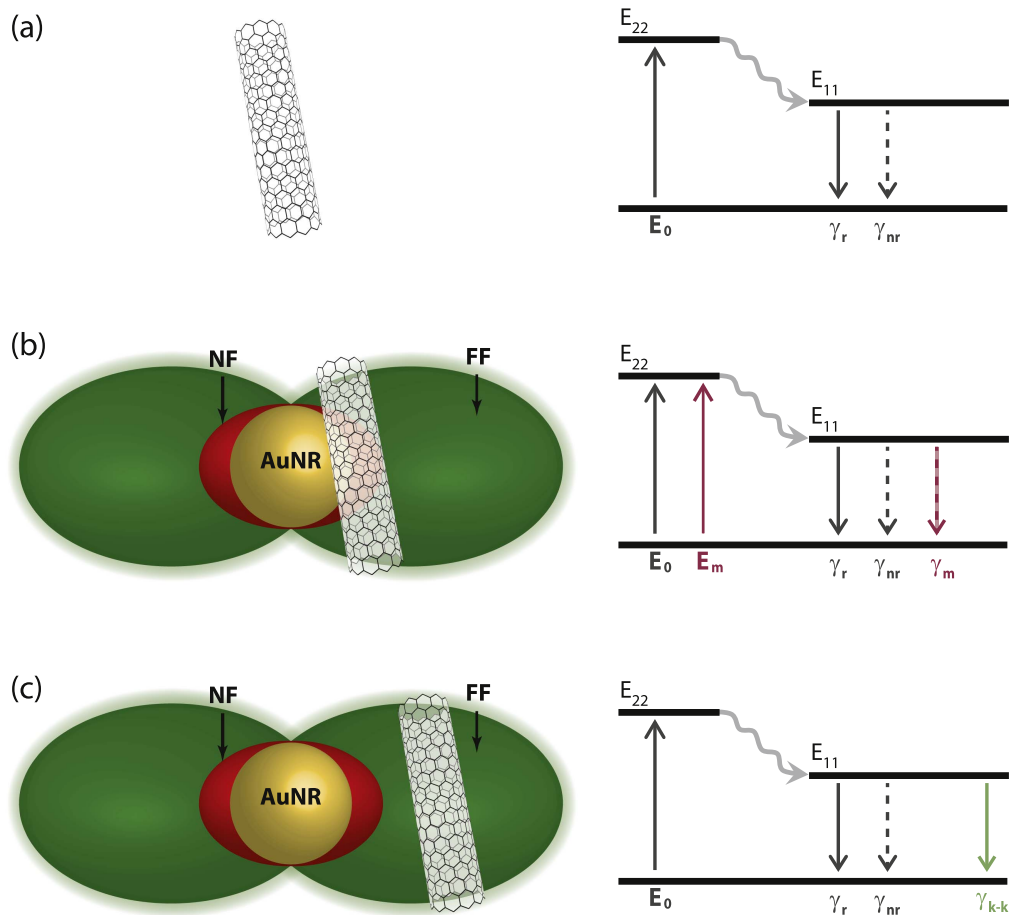 (a)
E₂₂
E₁₁
E₀ γᵣ γₙᵣ
(b)
NF FF
AuNR
E₂₂
E₁₁
E₀ Eₘ γᵣ γₙᵣ γₘ
(c)
NF FF
AuNR
E₂₂
E₁₁
E₀ γᵣ γₙᵣ γₖ₋ₖ